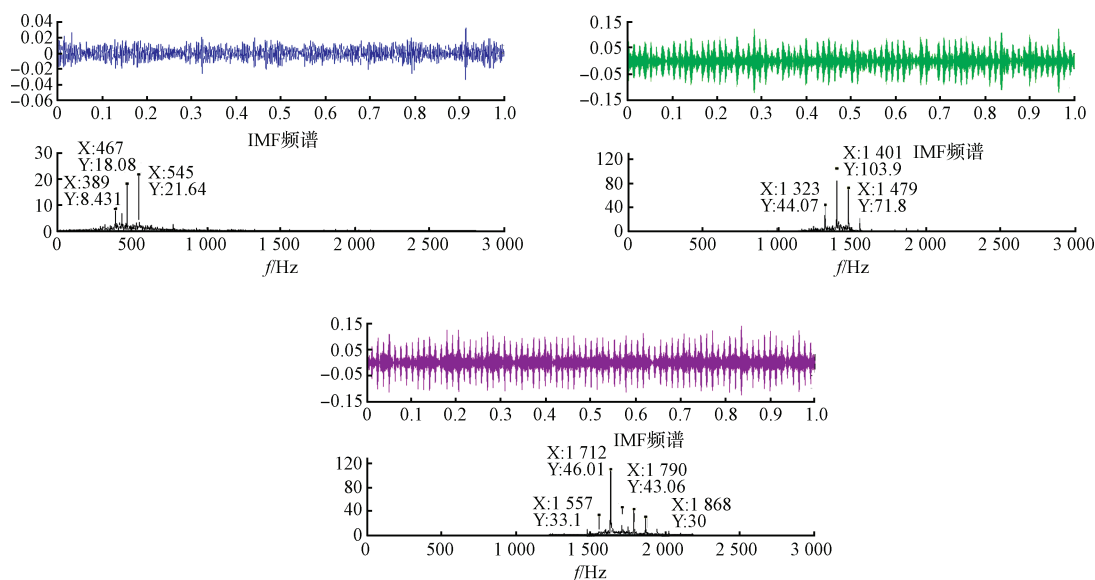 0.04
0.02
0
−0.02
−0.04
−0.06
0 0.1 0.2 0.3 0.4 0.5 0.6 0.7 0.8 0.9 1.0
IMF频谱
X:467
Y:18.08
X:545
Y:21.64
X:389
Y:8.431
30
20
10
0
0 500 1 000 1 500 2 000 2 500 3 000
f/Hz
0.15
0.05
−0.05
−0.15
0 0.1 0.2 0.3 0.4 0.5 0.6 0.7 0.8 0.9 1.0
IMF频谱
X:1 401
Y:103.9
X:1 323
Y:44.07
X:1 479
Y:71.8
120
80
40
0
0 500 1 000 1 500 2 000 2 500 3 000
f/Hz
0.15
0.05
−0.05
−0.15
0 0.1 0.2 0.3 0.4 0.5 0.6 0.7 0.8 0.9 1.0
IMF频谱
X:1 712
Y:46.01
X:1 790
Y:43.06
X:1 557
Y:33.1
X:1 868
Y:30
120
80
40
0
0 500 1 000 1 500 2 000 2 500 3 000
f/Hz